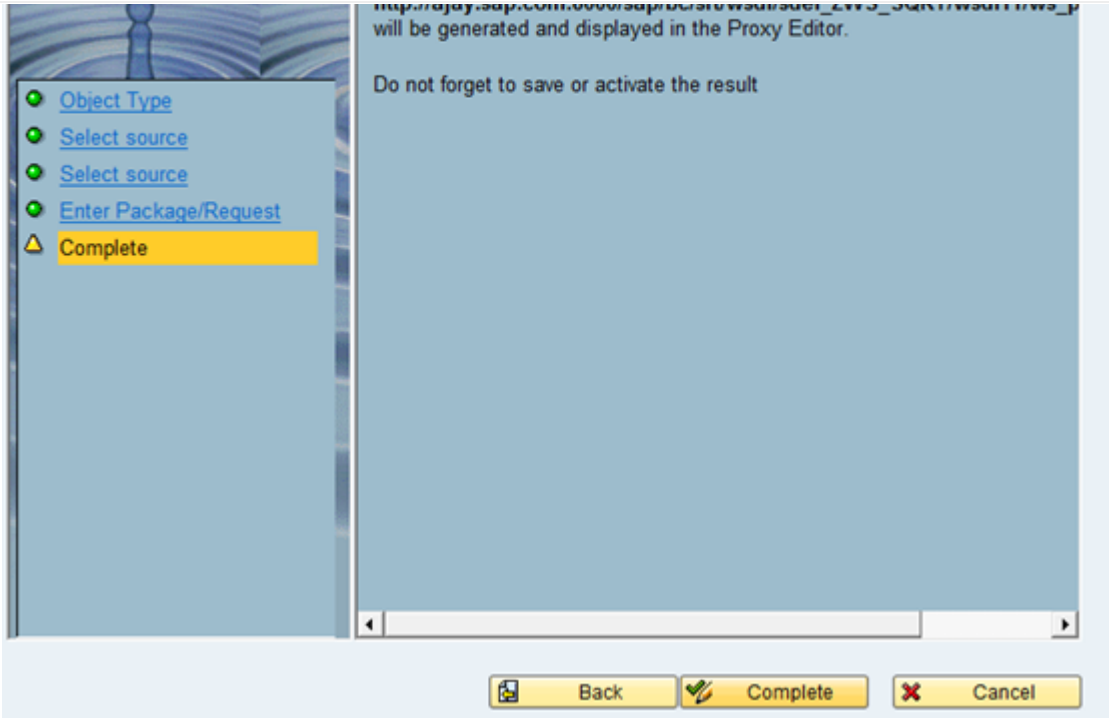 will be generated and displayed in the Proxy Editor.
Do not forget to save or activate the result
Object Type
Select source
Select source
Enter Package/Request
Complete
Back
Complete
Cancel